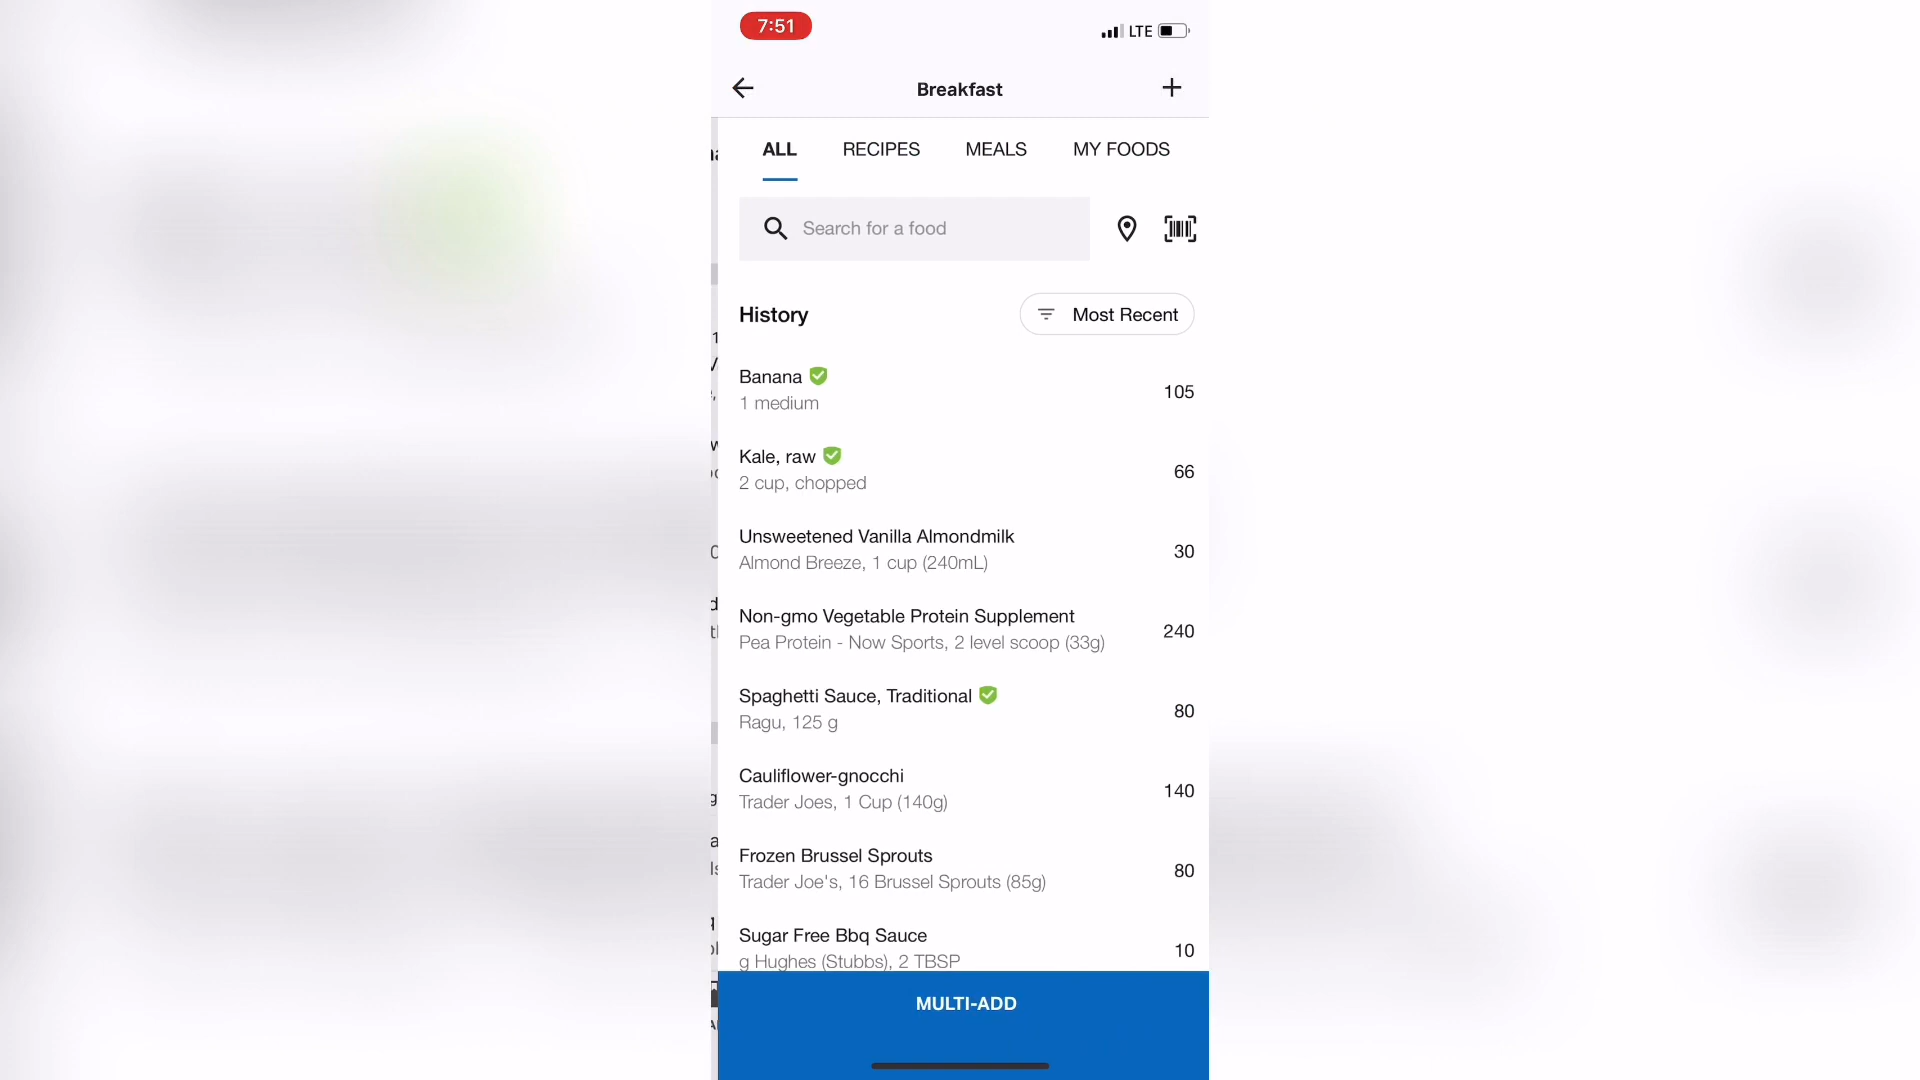 7:51
LTE
Breakfast
ALL RECIPES MEALS MY FOODS
Search for a food
History
Most Recent
Banana
1 medium
105
Kale, raw
2 cup, chopped
66
Unsweetened Vanilla Almondmilk
Almond Breeze, 1 cup (240mL)
30
Non-gmo Vegetable Protein Supplement
Pea Protein - Now Sports, 2 level scoop (33g)
240
Spaghetti Sauce, Traditional
Ragu, 125 g
80
Cauliflower-gnocchi
Trader Joes, 1 Cup (140g)
140
Frozen Brussel Sprouts
Trader Joe's, 16 Brussel Sprouts (85g)
80
Sugar Free Bbq Sauce
g Hughes (Stubbs), 2 TBSP
10
MULTI-ADD